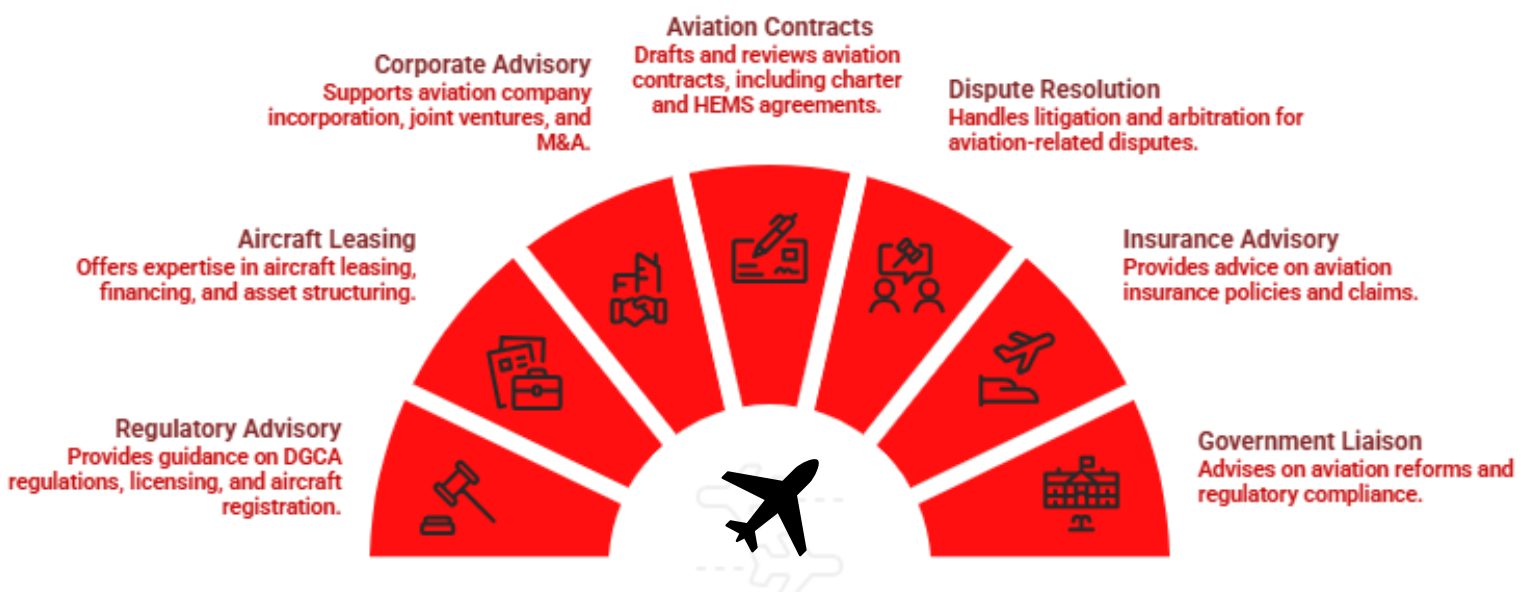 Aviation Contracts
Drafts and reviews aviation
contracts, including charter
and HEMS agreements.
Corporate Advisory
Supports aviation company
incorporation, joint ventures, and
M&A.
Dispute Resolution
Handles litigation and arbitration for
aviation-related disputes.
Aircraft Leasing
Offers expertise in aircraft leasing,
financing, and asset structuring.
Insurance Advisory
Provides advice on aviation
insurance policies and claims.
Regulatory Advisory
Provides guidance on DGCA
regulations, licensing, and aircraft
registration.
Government Liaison
Advises on aviation reforms and
regulatory compliance.